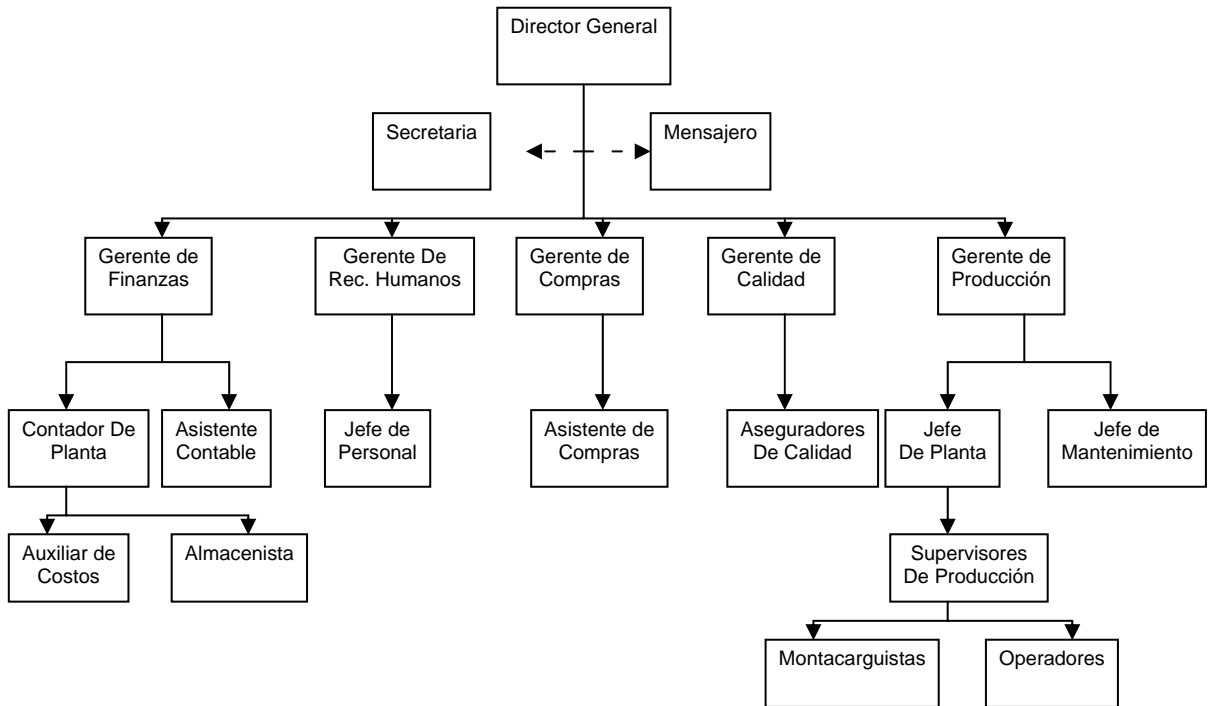 Director General
Secretaria
Mensajero
Gerente de
Finanzas
Gerente De
Rec. Humanos
Gerente de
Compras
Gerente de
Calidad
Gerente de
Producción
Contador De
Planta
Asistente
Contable
Jefe de
Personal
Asistente de
Compras
Aseguradores
De Calidad
Jefe
De Planta
Jefe de
Mantenimiento
Auxiliar de
Costos
Almacenista
Supervisores
De Producción
Montacarguistas
Operadores